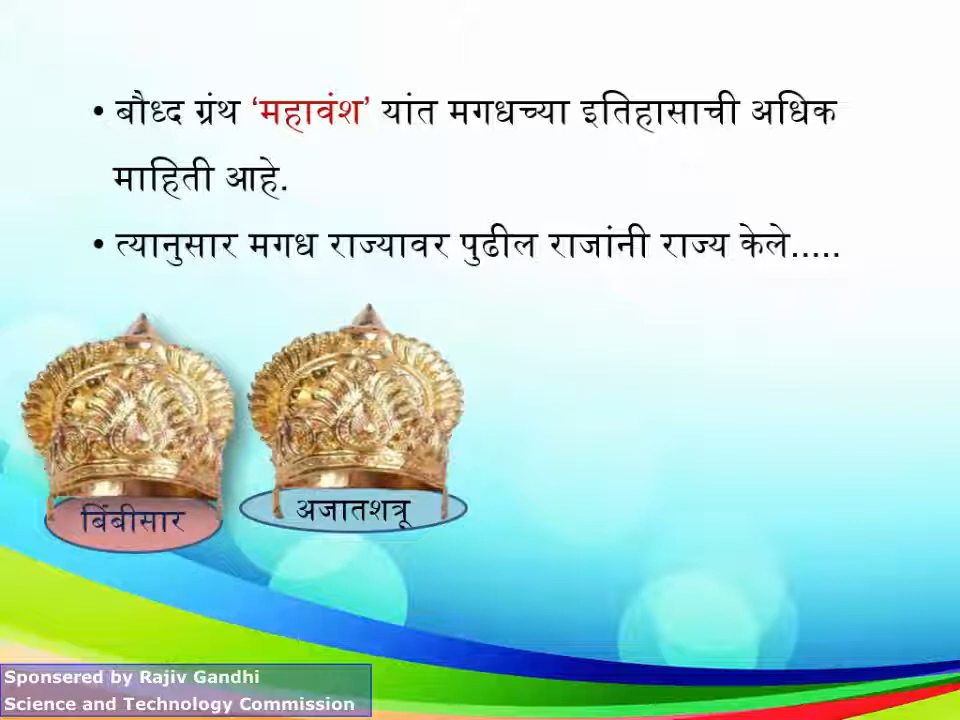 • बौध्द ग्रंथ ‘महावंश’ यांत मगधच्या इतिहासाची अधिक
माहिती आहे.
• त्यानुसार मगध राज्यावर पुढील राजांनी राज्य केले.....
बिंबीसार
अजातशत्रू
Sponsered by Rajiv Gandhi
Science and Technology Commission